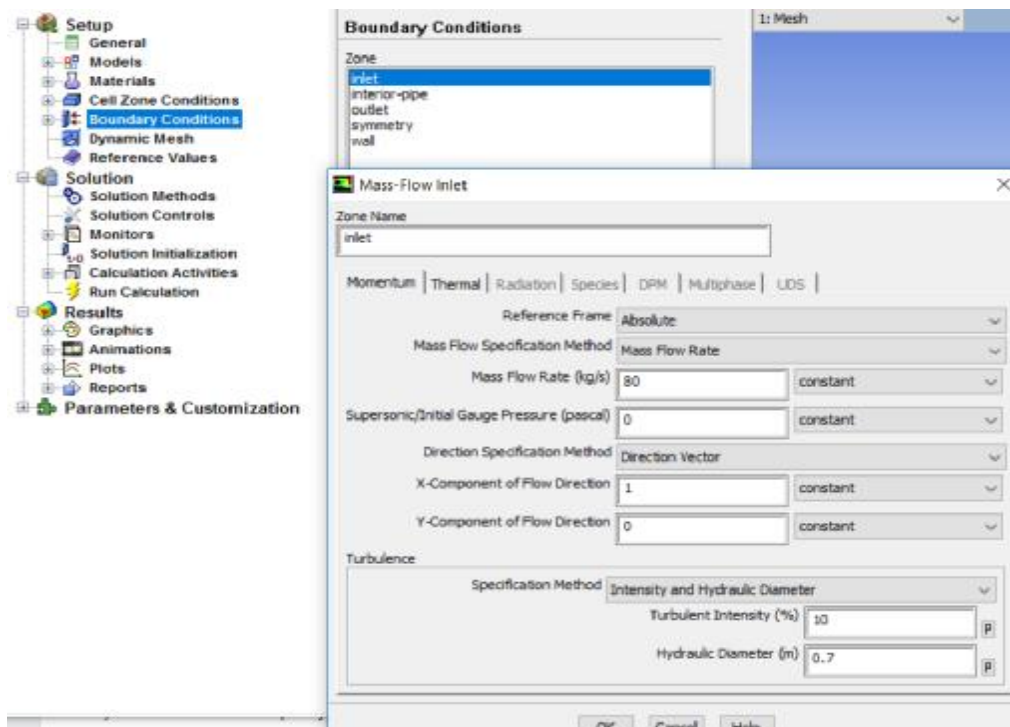 Setup
General
Models
Materials
Cell Zone Conditions
Boundary Conditions
Dynamic Mesh
Reference Values
Solution
Solution Methods
Solution Controls
Monitors
Solution Initialization
Calculation Activities
Run Calculation
Results
Graphics
Animations
Plots
Reports
Parameters & Customization
Boundary Conditions
Zone
inlet
interior-pipe
outlet
symmetry
wall
1: Mesh
Mass-Flow Inlet
Zone Name
inlet
Momentum Thermal Radiation Species DPM Multiphase UDS
Reference Frame Absolute
Mass Flow Specification Method Mass Flow Rate
Mass Flow Rate (kg/s) 80 constant
Supersonic/Initial Gauge Pressure (pascal) 0 constant
Direction Specification Method Direction Vector
X-Component of Flow Direction 1 constant
Y-Component of Flow Direction 0 constant
Turbulence
Specification Method Intensity and Hydraulic Diameter
Turbulent Intensity (%) 10 P
Hydraulic Diameter (m) 0.7 P
OK Cancel Help